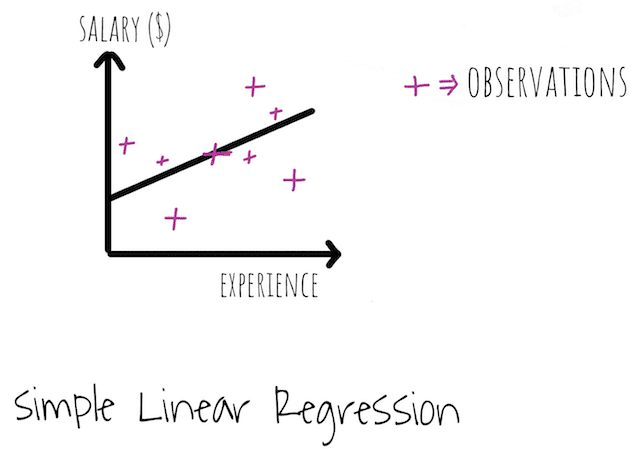 SALARY ($)
+ ⇒ OBSERVATIONS
EXPERIENCE
Simple Linear Regression